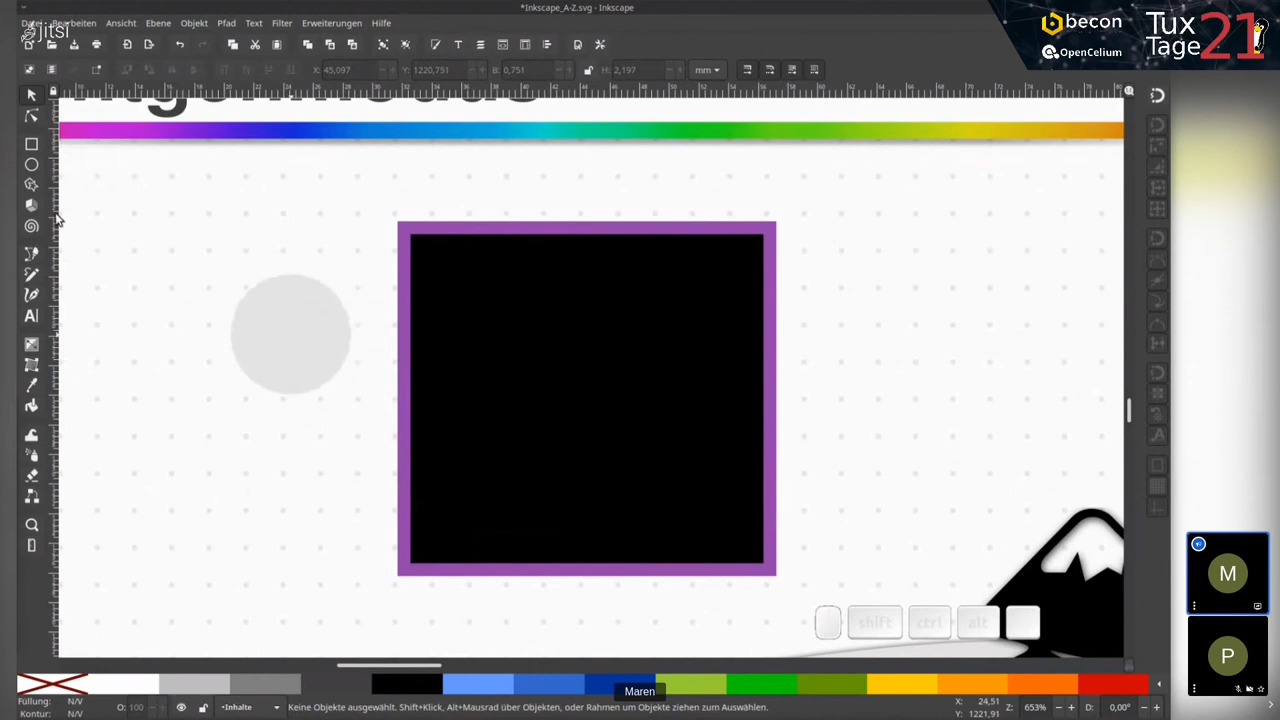 *Inkscape_A-Z.svg - Inkscape
Bearbeiten Ansicht Ebene Objekt Pfad Text Filter Erweiterungen Hilfe
Jitsi
becon
OpenCelium
Tux
Tage
21
X: 45,097 Y: 1220,751 B: 0,751 H: 2,197 mm
shift ctrl alt
M
P
Maren
Füllung: N/V
Kontur: N/V
O: 100
Inhalte
Keine Objekte ausgewählt. Shift+Klick, Alt+Mausrad über Objekten, oder Rahmen um Objekte ziehen zum Auswählen.
X: 24,51
Y: 1221,91
Z: 653%
D: 0,00°